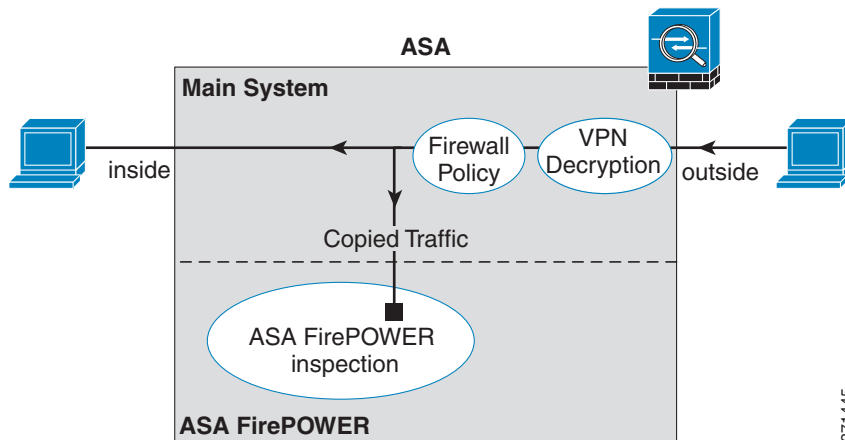 ASA
Main System
inside
Firewall
Policy
VPN
Decryption
outside
Copied Traffic
ASA FirePOWER
inspection
ASA FirePOWER